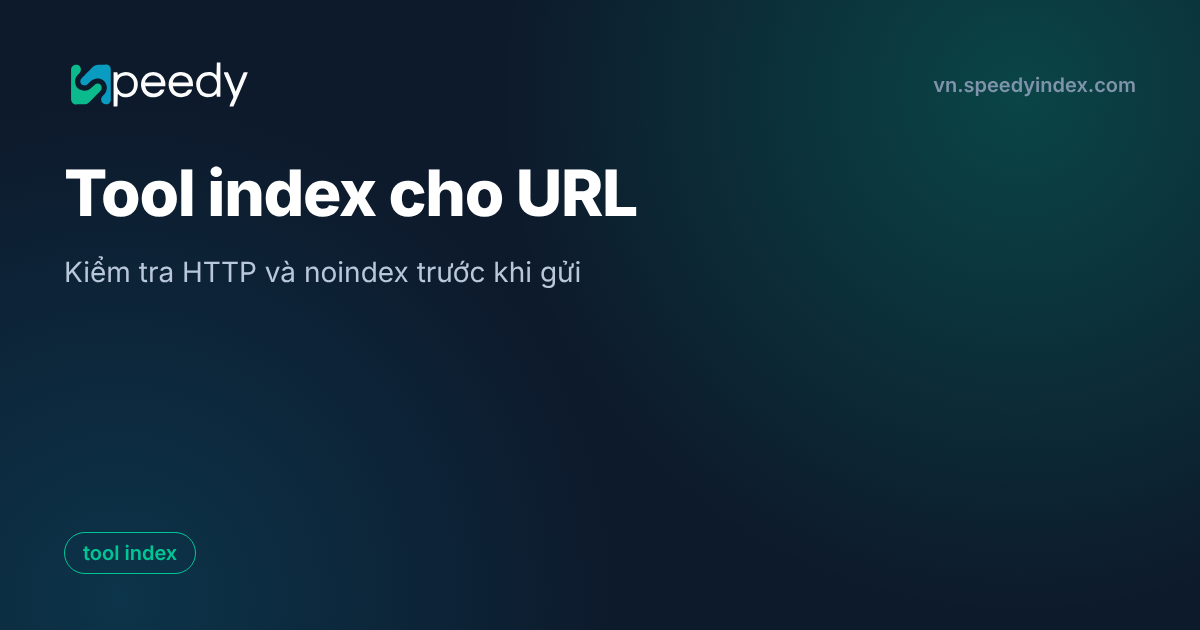 Speedy
vn.speedyindex.com
Tool index cho URL
Kiểm tra HTTP và noindex trước khi gửi
tool index